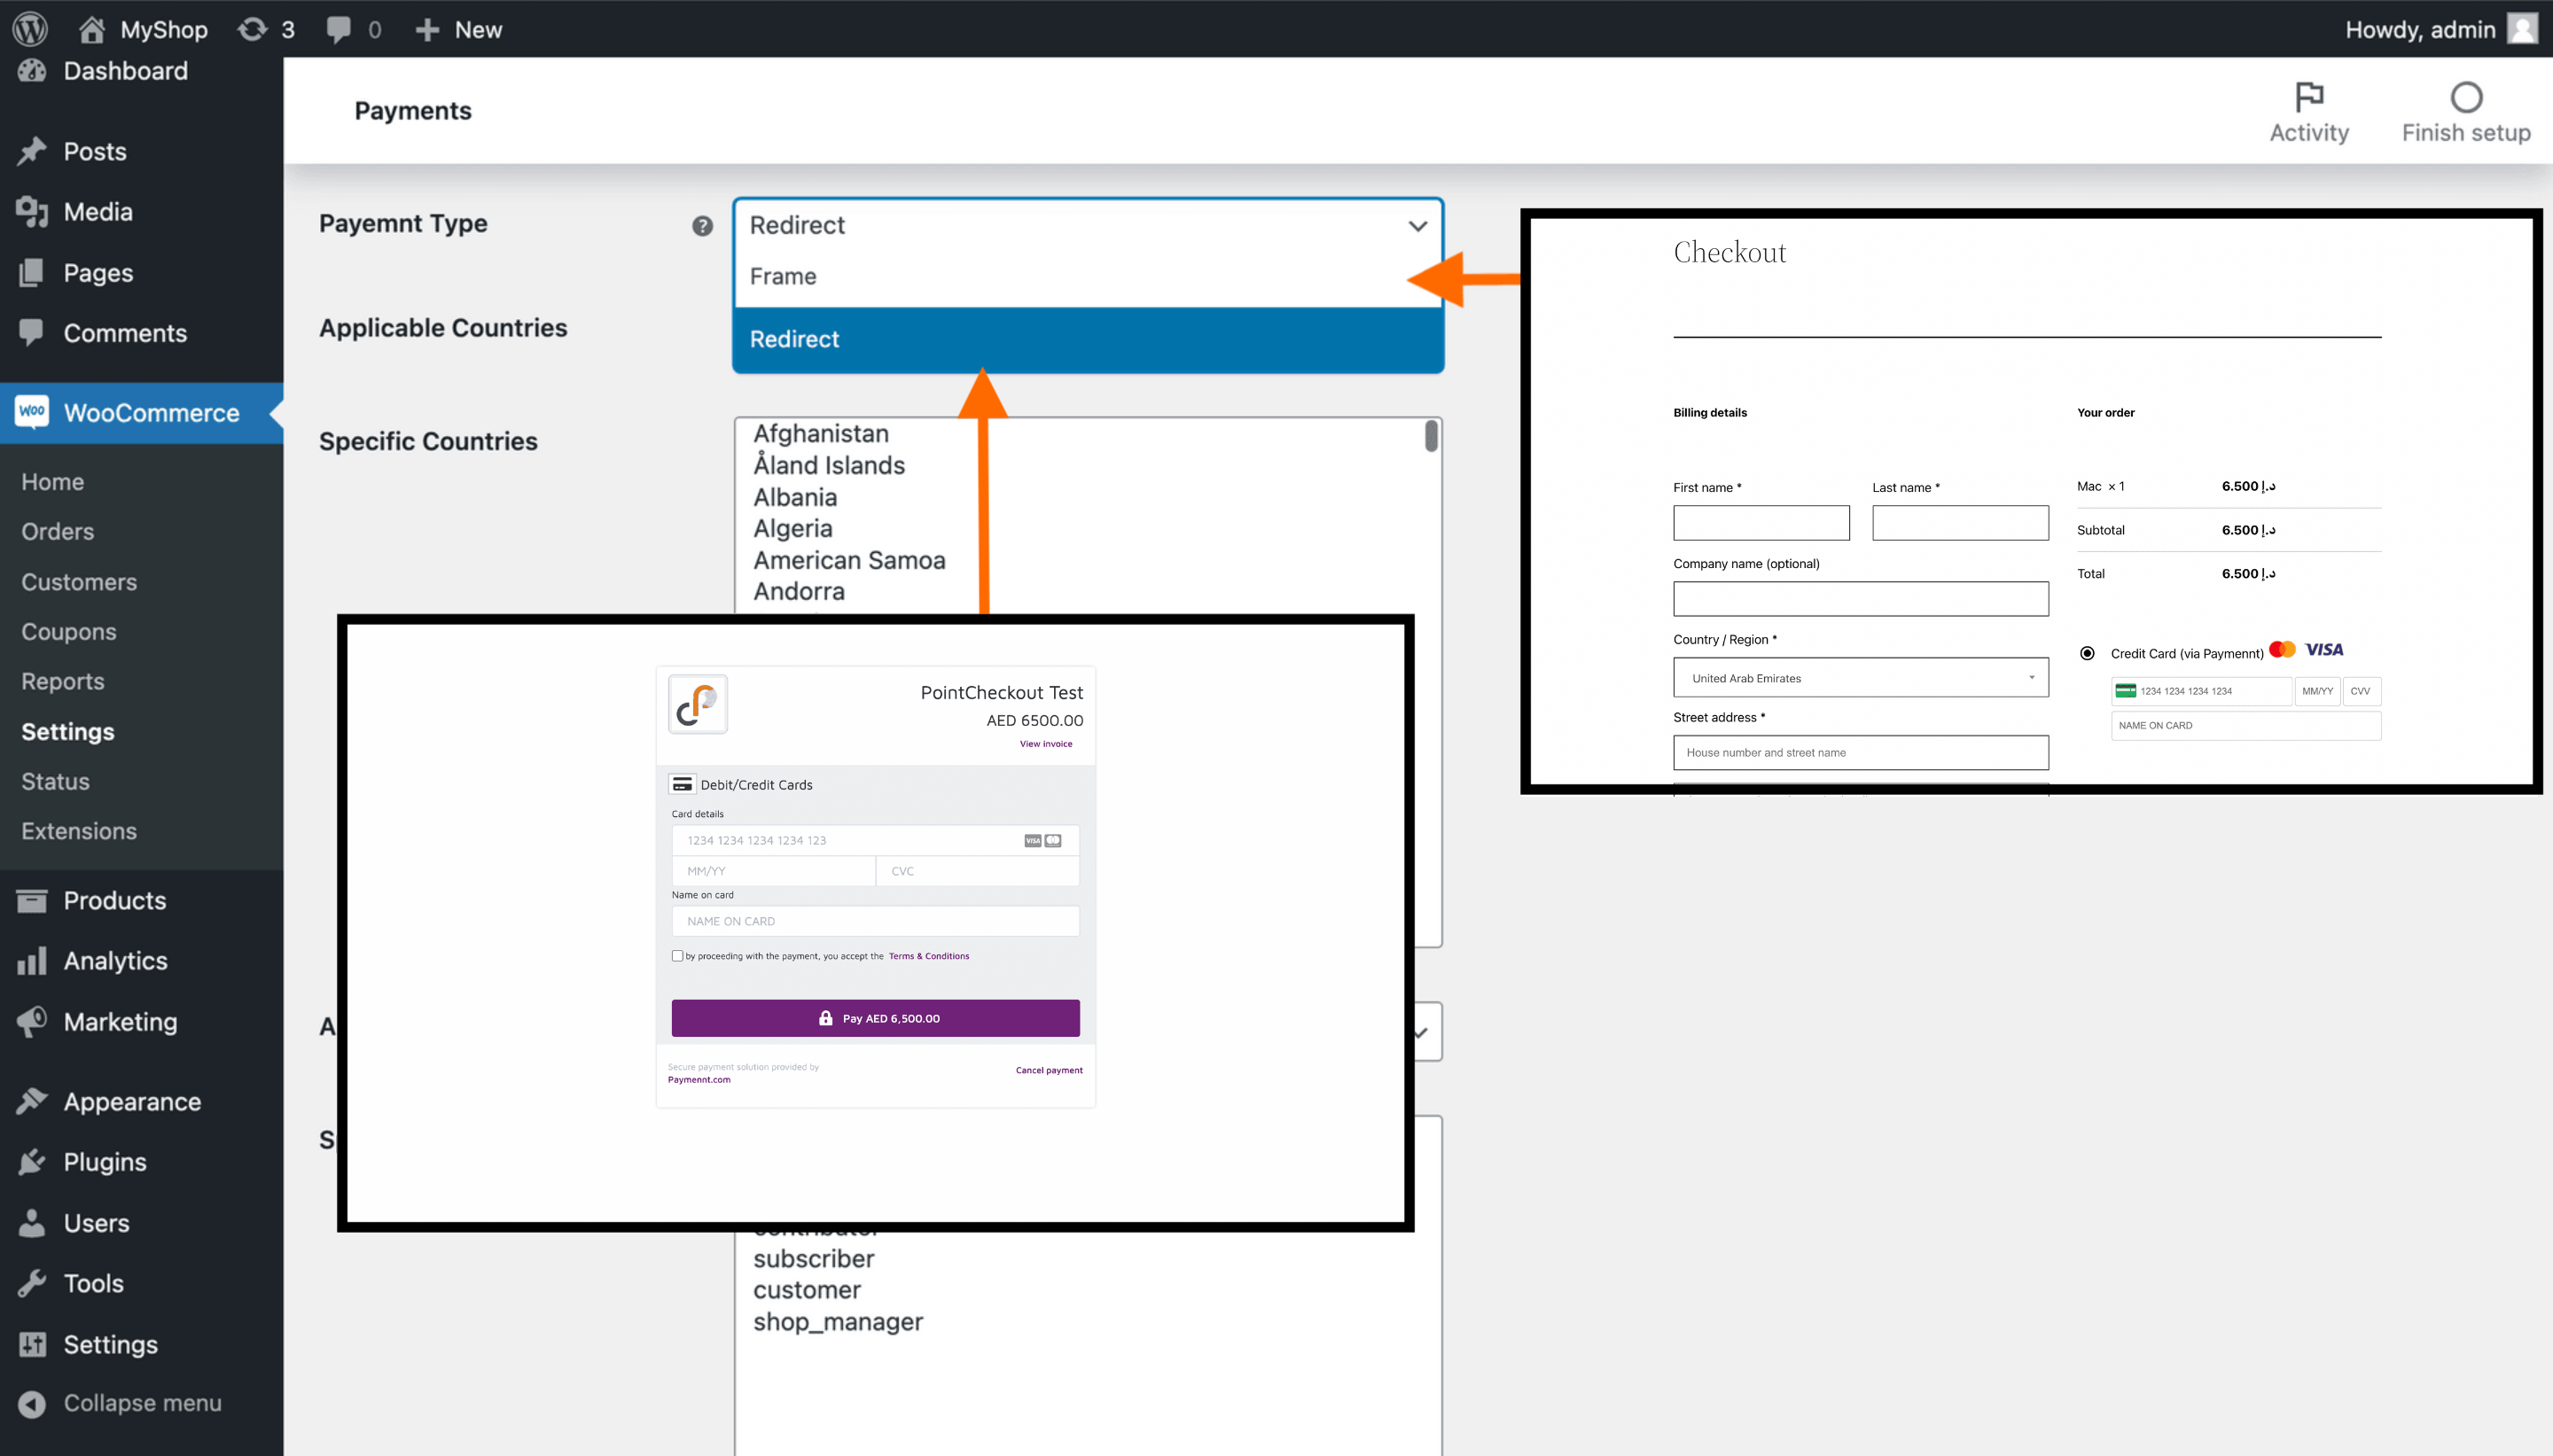 MyShop 3 0 New
Howdy, admin
Dashboard
Posts
Media
Pages
Comments
WooCommerce
Home
Orders
Customers
Coupons
Reports
Settings
Status
Extensions
Products
Analytics
Marketing
Appearance
Plugins
Users
Tools
Settings
Collapse menu
Payments
Activity
Finish setup
Payemnt Type
Redirect
Frame
Redirect
Applicable Countries
Specific Countries
Afghanistan
Åland Islands
Albania
Algeria
American Samoa
Andorra
PointCheckout Test
AED 6500.00
View invoice
Debit/Credit Cards
Card details
1234 1234 1234 1234 123
VISA
MM/YY CVC
Name on card
NAME ON CARD
by proceeding with the payment, you accept the Terms & Conditions
Pay AED 6,500.00
Secure payment solution provided by
Paymennt.com
Cancel payment
A
S
contributor
subscriber
customer
shop_manager
Checkout
Billing details
First name * Last name *
Company name (optional)
Country / Region *
United Arab Emirates
Street address *
House number and street name
Your order
Mac × 1 6.500 د.إ
Subtotal 6.500 د.إ
Total 6.500 د.إ
Credit Card (via Paymennt) VISA
1234 1234 1234 1234 MM/YY CVV
NAME ON CARD